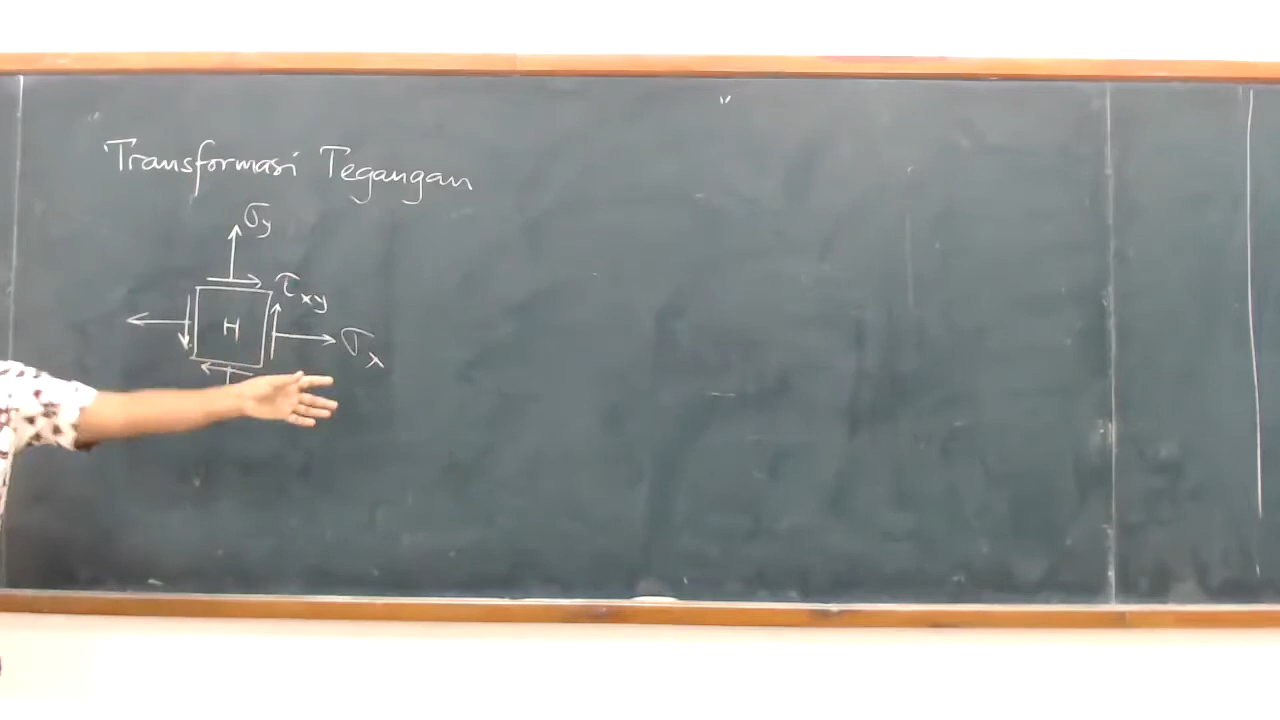 Transformasi Tegangan
σy
τxy
H
σx